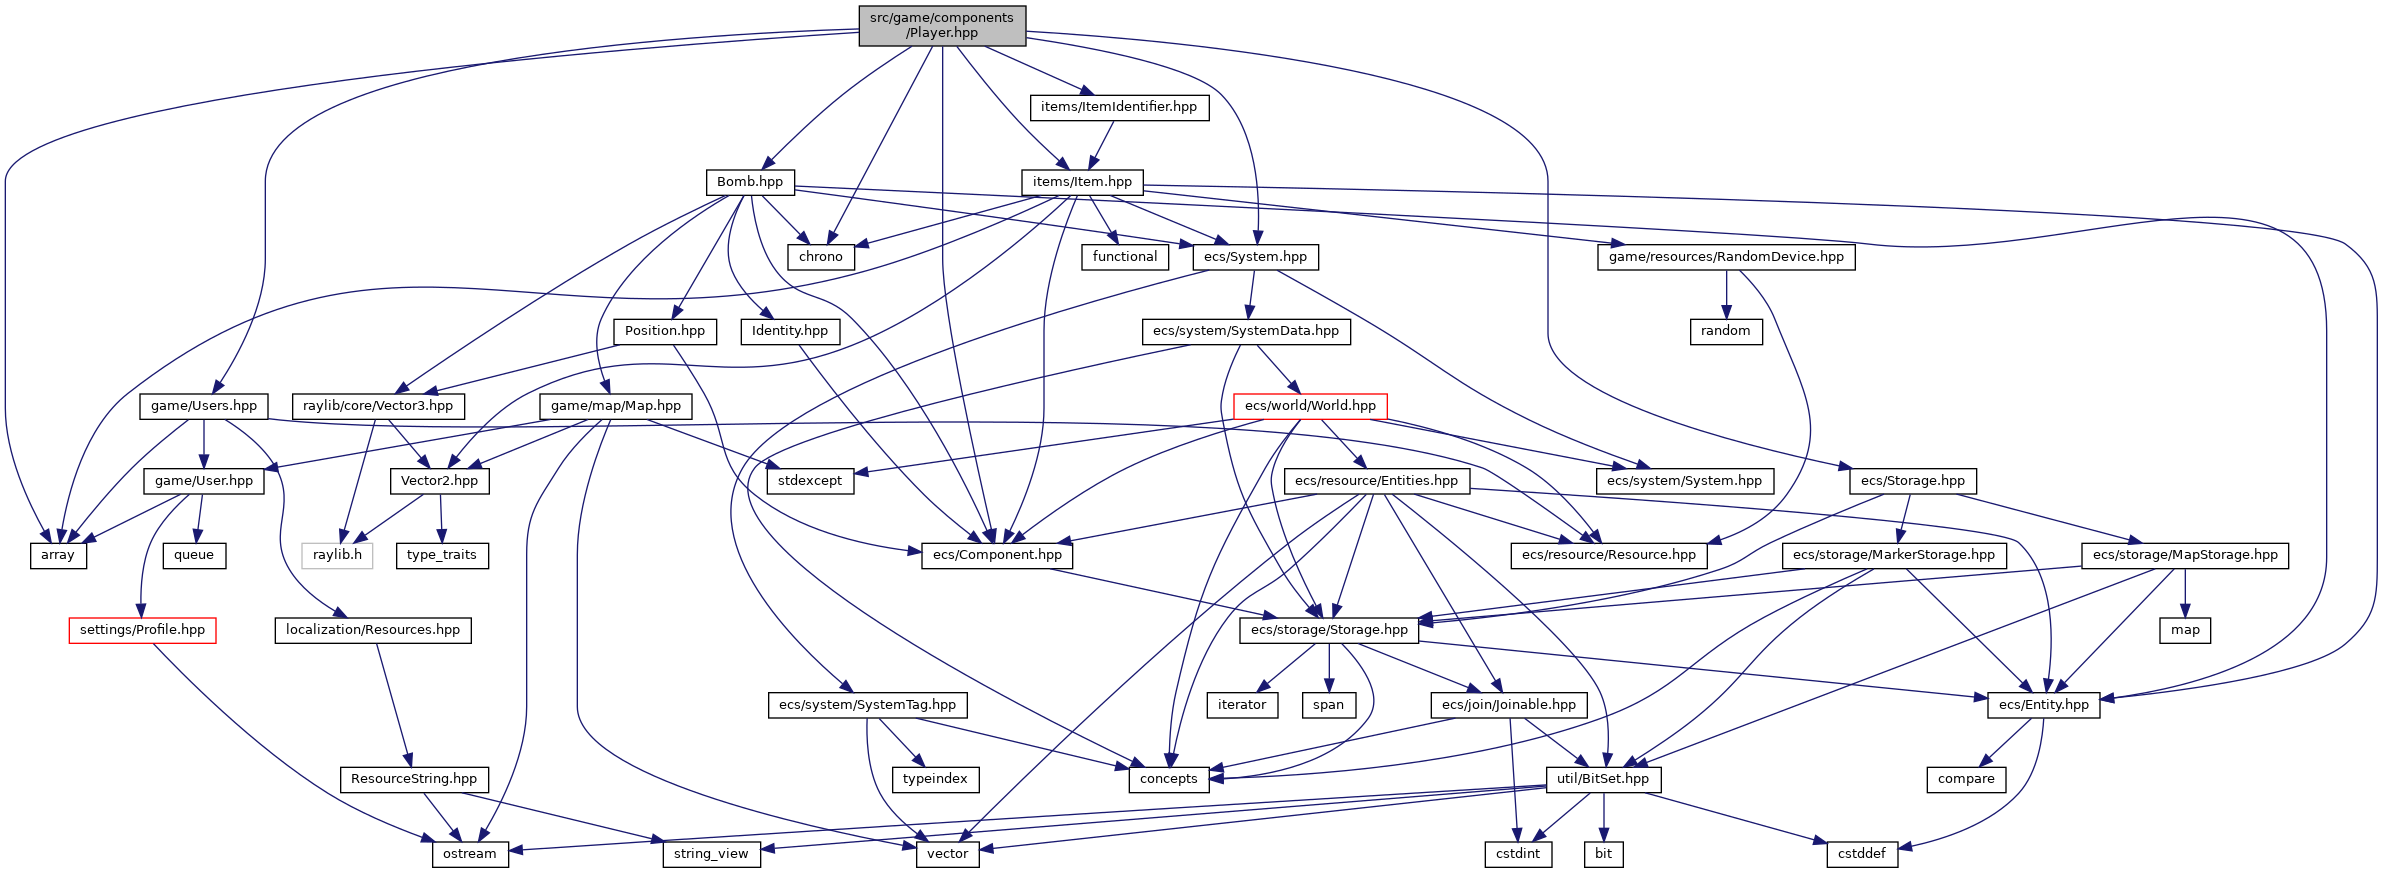 src/game/components
/Player.hpp
items/ItemIdentifier.hpp
Bomb.hpp
items/Item.hpp
chrono
functional
ecs/System.hpp
game/resources/RandomDevice.hpp
Position.hpp
Identity.hpp
ecs/system/SystemData.hpp
random
game/Users.hpp
raylib/core/Vector3.hpp
game/map/Map.hpp
ecs/world/World.hpp
game/User.hpp
Vector2.hpp
stdexcept
ecs/resource/Entities.hpp
ecs/system/System.hpp
ecs/Storage.hpp
array
queue
raylib.h
type_traits
ecs/Component.hpp
ecs/resource/Resource.hpp
ecs/storage/MarkerStorage.hpp
ecs/storage/MapStorage.hpp
settings/Profile.hpp
localization/Resources.hpp
ecs/storage/Storage.hpp
map
ecs/system/SystemTag.hpp
iterator
span
ecs/join/Joinable.hpp
ecs/Entity.hpp
ResourceString.hpp
typeindex
concepts
util/BitSet.hpp
compare
ostream
string_view
vector
cstdint
bit
cstddef